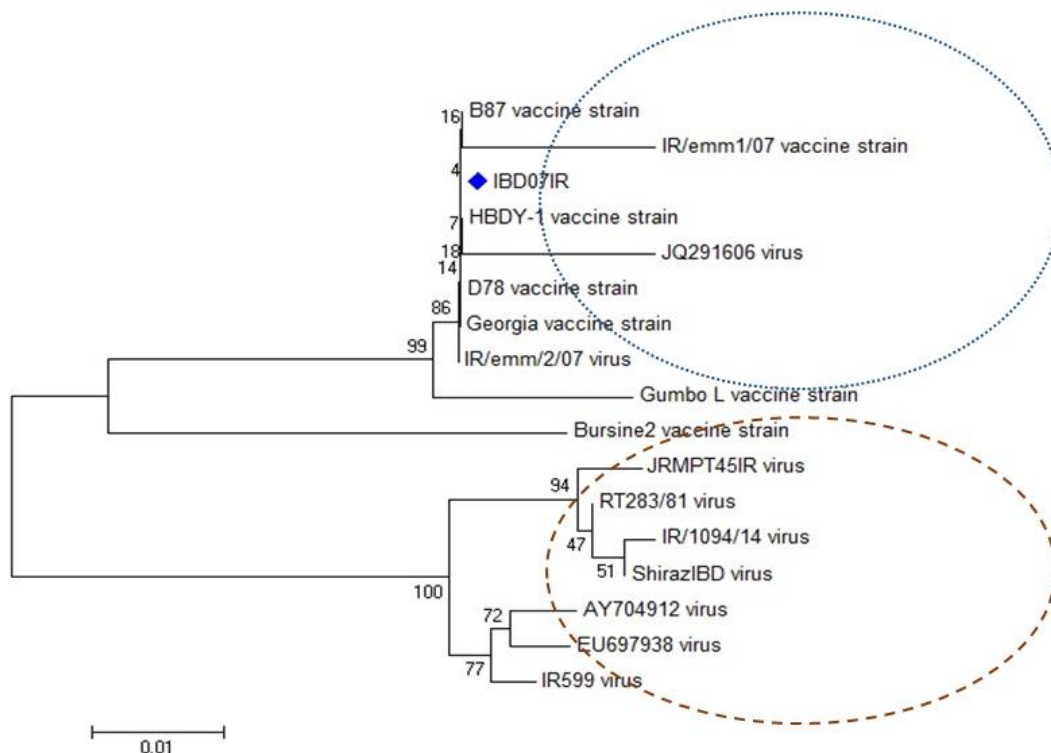 B87 vaccine strain
16
IR/emm1/07 vaccine strain
4
IBD07IR
HBDY-1 vaccine strain
7
18
JQ291606 virus
14
D78 vaccine strain
86
Georgia vaccine strain
99
IR/emm/2/07 virus
Gumbo L vaccine strain
Bursine2 vaccine strain
JRMPT45IR virus
94
RT283/81 virus
IR/1094/14 virus
47
51
ShirazIBD virus
100
AY704912 virus
72
EU697938 virus
77
IR599 virus
0.01